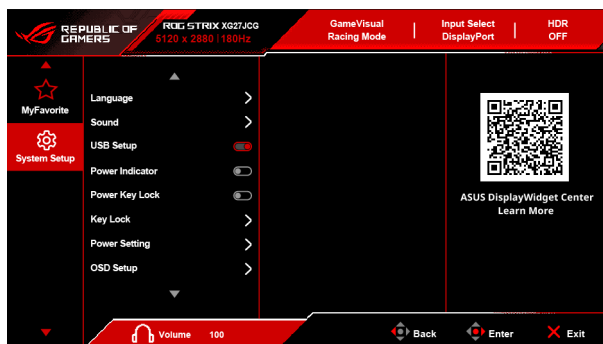 REPUBLIC OF
GAMERS
ROG STRIX XG27JCG
5120 x 2880 | 180Hz
GameVisual
Racing Mode
Input Select
DisplayPort
HDR
OFF
MyFavorite
System Setup
Language
Sound
USB Setup
Power Indicator
Power Key Lock
Key Lock
Power Setting
OSD Setup
ASUS DisplayWidget Center
Learn More
Volume 100
Back
Enter
Exit